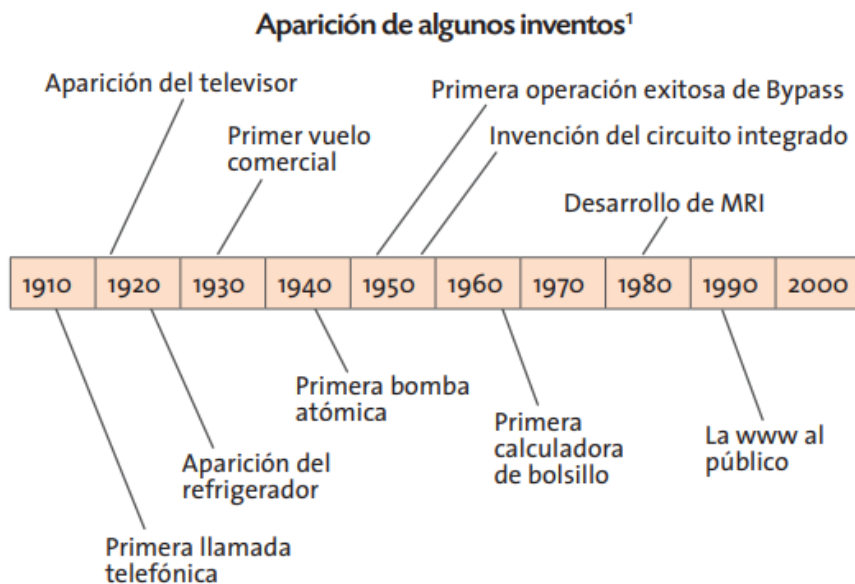 Aparición de algunos inventos¹
Aparición del televisor
Primera operación exitosa de Bypass
Primer vuelo
comercial
Invención del circuito integrado
Desarrollo de MRI
1910 1920 1930 1940 1950 1960 1970 1980 1990 2000
Primera bomba
atómica
Primera
calculadora
de bolsillo
La www al
público
Aparición del
refrigerador
Primera llamada
telefónica